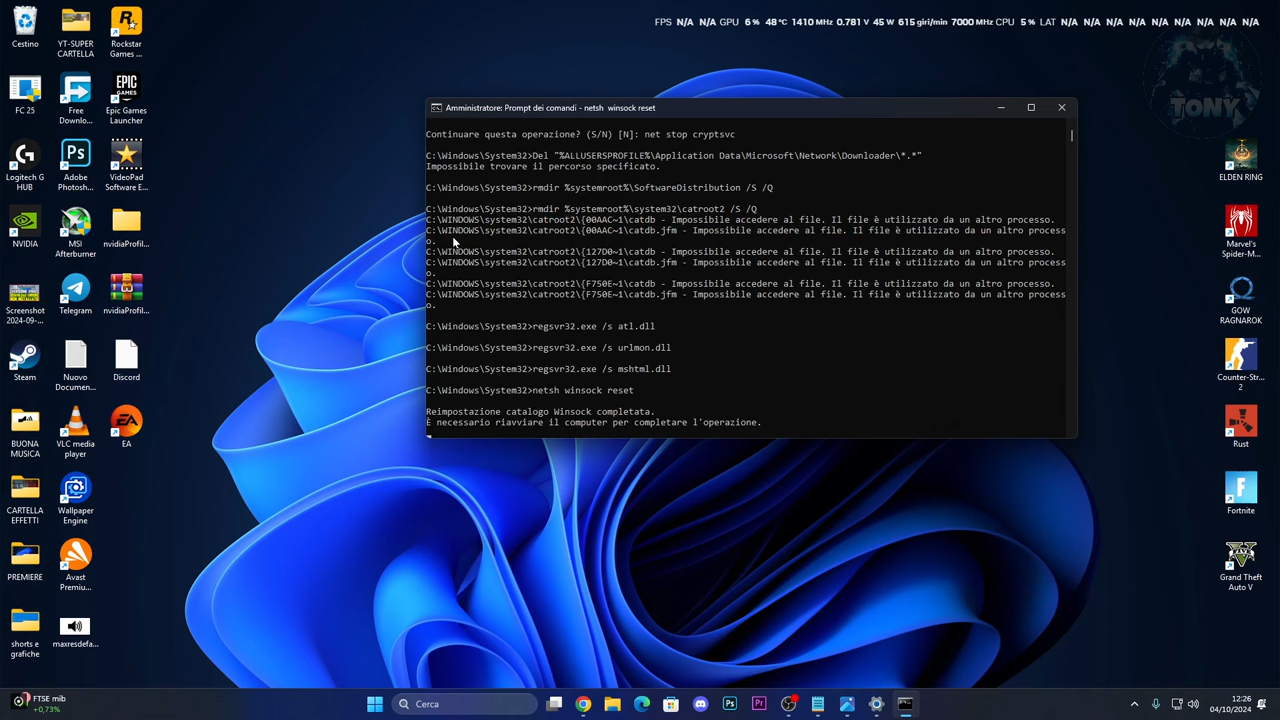 FPS N/A N/A GPU 6 % 48 °C 1410 MHz 0.781 V 45 W 615 giri/min 7000 MHz CPU 5 % LAT N/A N/A N/A N/A N/A N/A N/A N/A
Cestino
YT-SUPER CARTELLA
Rockstar Games ...
FC 25
Free Downlo...
Epic Games Launcher
Logitech G HUB
Adobe Photosh...
VideoPad Software E...
NVIDIA
MSI Afterburner
nvidiaProfil...
Screenshot 2024-09-...
Telegram
nvidiaProfil...
Steam
Nuovo Documen...
Discord
BUONA MUSICA
VLC media player
EA
CARTELLA EFFETTI
Wallpaper Engine
PREMIERE
Avast Premiu...
shorts e grafiche
maxresdefa...
Amministratore: Prompt dei comandi - netsh winsock reset
Continuare questa operazione? (S/N) [N]: net stop cryptsvc
C:\Windows\System32>Del "%ALLUSERSPROFILE%\Application Data\Microsoft\Network\Downloader\*.*"
Impossibile trovare il percorso specificato.
C:\Windows\System32>rmdir %systemroot%\SoftwareDistribution /S /Q
C:\Windows\System32>rmdir %systemroot%\system32\catroot2 /S /Q
C:\WINDOWS\system32\catroot2\{00AAC~1\catdb - Impossibile accedere al file. Il file è utilizzato da un altro processo.
C:\WINDOWS\system32\catroot2\{00AAC~1\catdb.jfm - Impossibile accedere al file. Il file è utilizzato da un altro process
o.
C:\WINDOWS\system32\catroot2\{127D0~1\catdb - Impossibile accedere al file. Il file è utilizzato da un altro processo.
C:\WINDOWS\system32\catroot2\{127D0~1\catdb.jfm - Impossibile accedere al file. Il file è utilizzato da un altro process
o.
C:\WINDOWS\system32\catroot2\{F750E~1\catdb - Impossibile accedere al file. Il file è utilizzato da un altro processo.
C:\WINDOWS\system32\catroot2\{F750E~1\catdb.jfm - Impossibile accedere al file. Il file è utilizzato da un altro process
o.
C:\Windows\System32>regsvr32.exe /s atl.dll
C:\Windows\System32>regsvr32.exe /s urlmon.dll
C:\Windows\System32>regsvr32.exe /s mshtml.dll
C:\Windows\System32>netsh winsock reset
Reimpostazione catalogo Winsock completata.
È necessario riavviare il computer per completare l'operazione.
TONY
ELDEN RING
Marvel's Spider-M...
GOW RAGNAROK
Counter-Str... 2
Rust
Fortnite
Grand Theft Auto V
FTSE mib
+0,73%
Cerca
12:26
04/10/2024